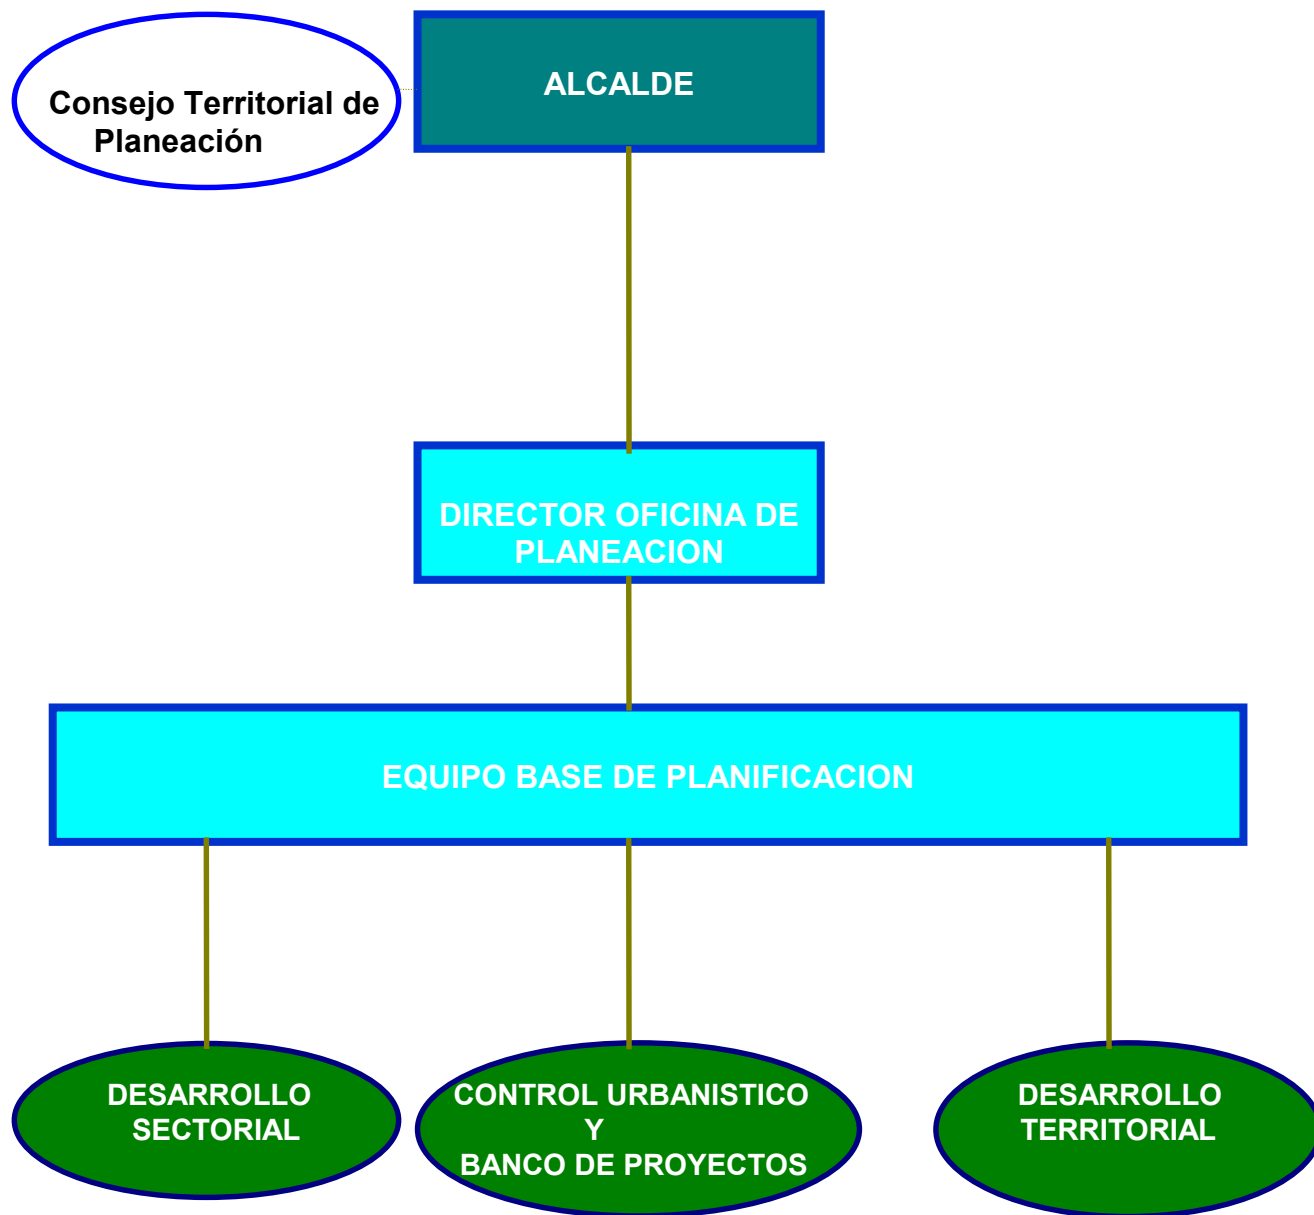 Consejo Territorial de
Planeación
ALCALDE
DIRECTOR OFICINA DE
PLANEACION
EQUIPO BASE DE PLANIFICACION
DESARROLLO
SECTORIAL
CONTROL URBANISTICO
Y
BANCO DE PROYECTOS
DESARROLLO
TERRITORIAL